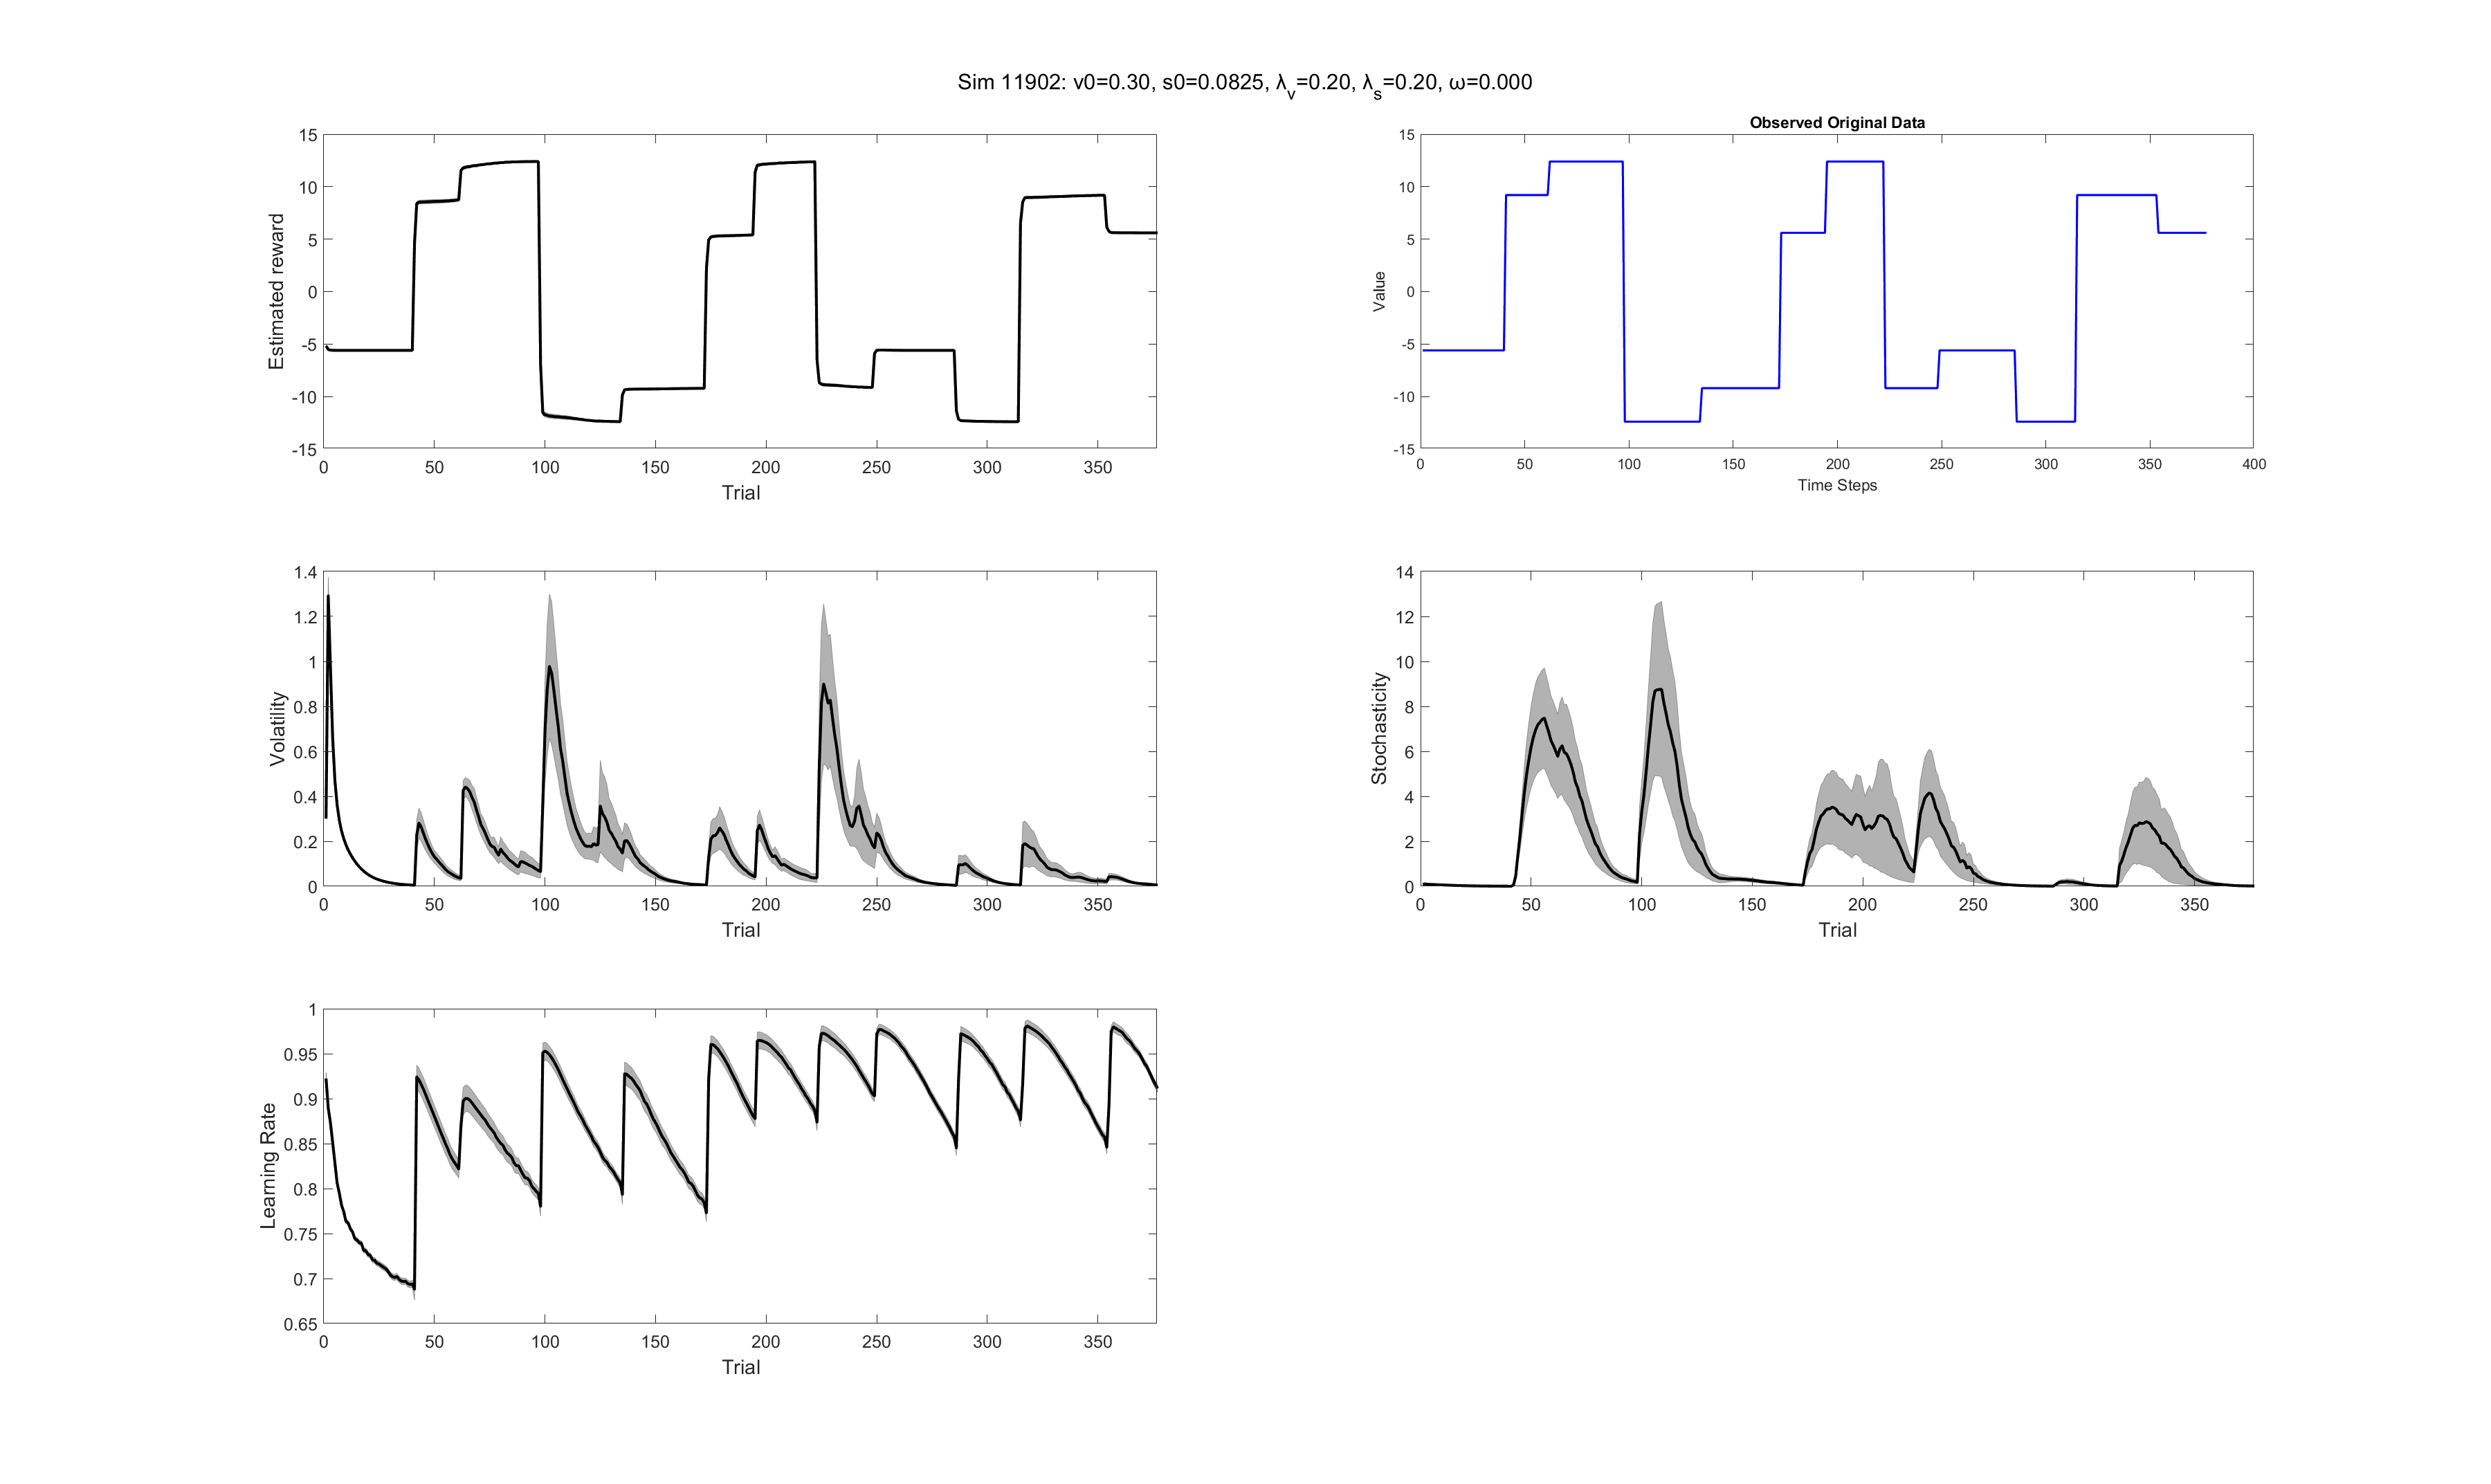 Sim 11902: v0=0.30, s0=0.0825, λv=0.20, λs=0.20, ω=0.000
15
10
5
0
-5
-10
-15
Estimated reward
0 50 100 150 200 250 300 350
Trial
Observed Original Data
15
10
5
0
-5
-10
-15
Value
0 50 100 150 200 250 300 350 400
Time Steps
1.4
1.2
1
0.8
0.6
0.4
0.2
0
Volatility
0 50 100 150 200 250 300 350
Trial
14
12
10
8
6
4
2
0
Stochasticity
0 50 100 150 200 250 300 350
Trial
1
0.95
0.9
0.85
0.8
0.75
0.7
0.65
Learning Rate
0 50 100 150 200 250 300 350
Trial